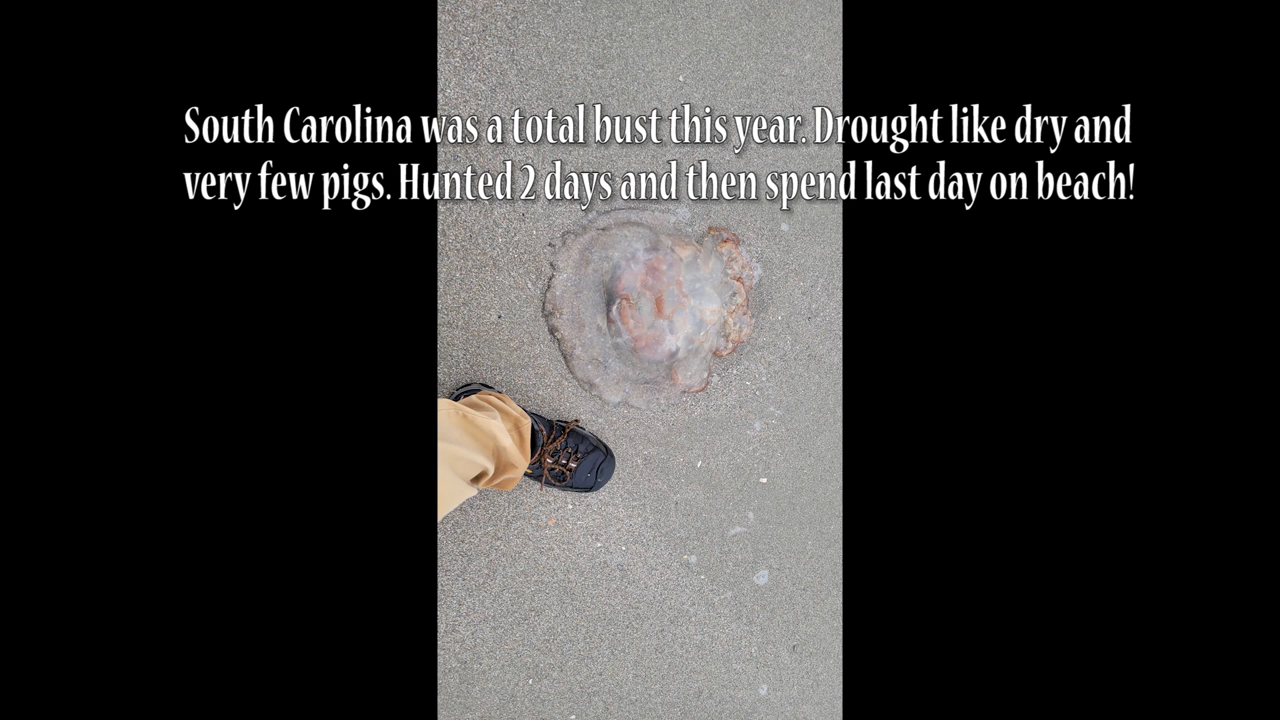 South Carolina was a total bust this year. Drought like dry and
very few pigs. Hunted 2 days and then spend last day on beach!